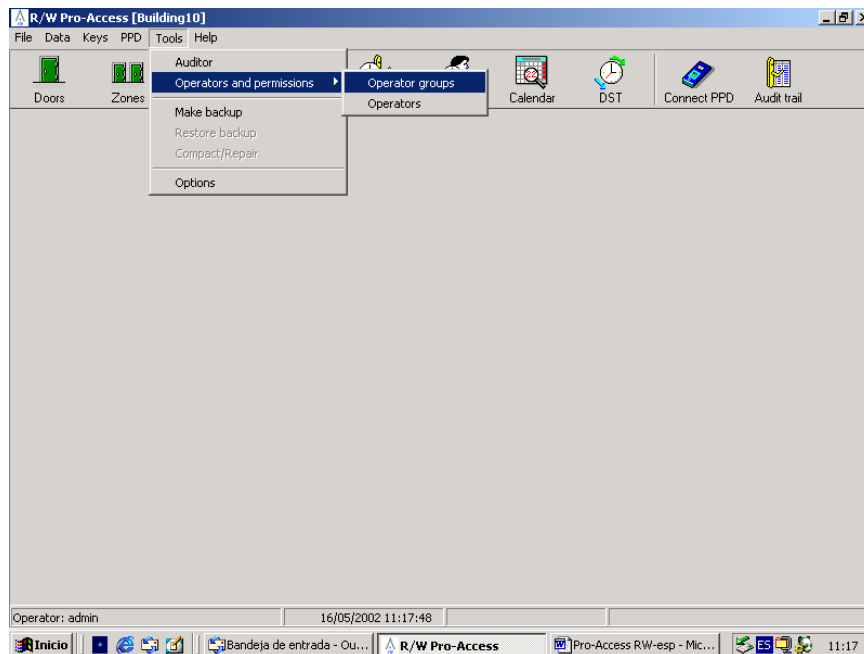 R/W Pro-Access [Building10]
File Data Keys PPD Tools Help
Doors
Zones
Calendar
DST
Connect PPD
Audit trail
Auditor
Operators and permissions
Make backup
Restore backup
Compact/Repair
Options
Operator groups
Operators
Operator: admin
16/05/2002 11:17:48
Inicio
Bandeja de entrada - Ou...
R/W Pro-Access
Pro-Access RW-esp - Mic...
ES
11:17